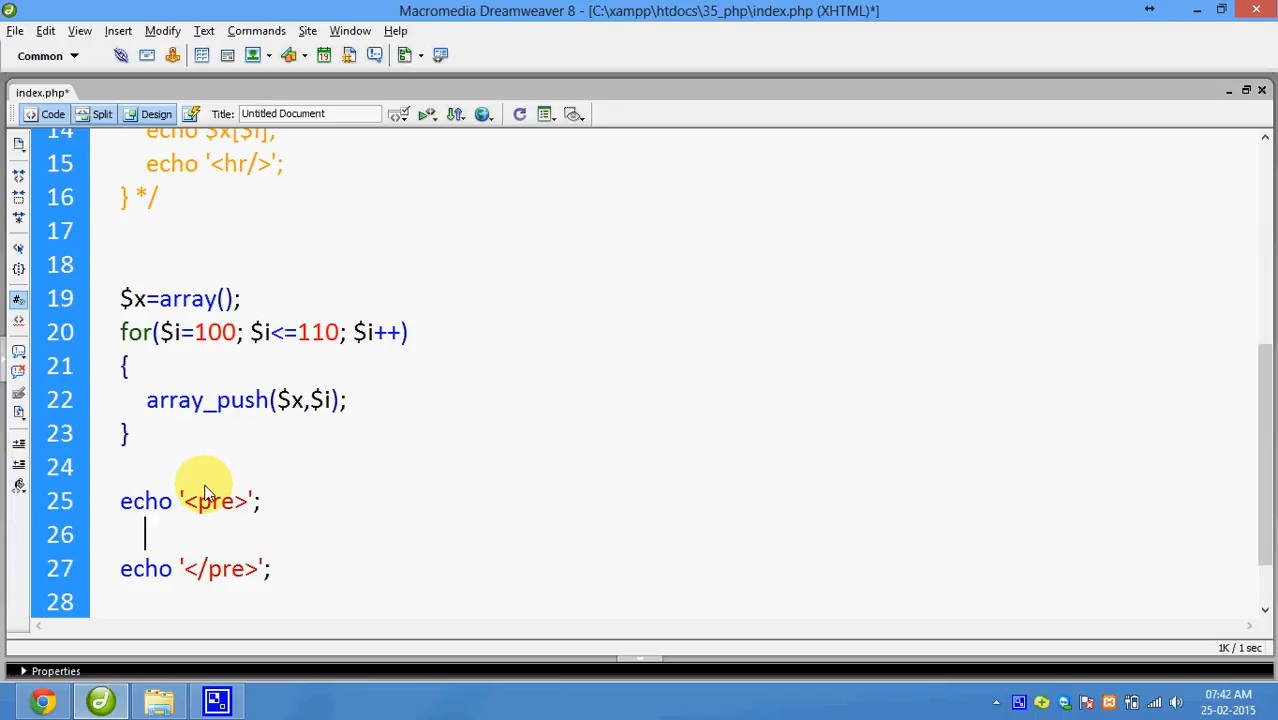 Macromedia Dreamweaver 8 - [C:\xampp\htdocs\35_php\index.php (XHTML)*]
File Edit View Insert Modify Text Commands Site Window Help
Common
index.php*
Code Split Design Title: Untitled Document
14 echo $x[$i];
15 echo '<hr/>';
16 } */
17
18
19 $x=array();
20 for($i=100; $i<=110; $i++)
21 {
22 array_push($x,$i);
23 }
24
25 echo '<pre>';
26
27 echo '</pre>';
28
1K / 1 sec
Properties
07:42 AM
25-02-2015